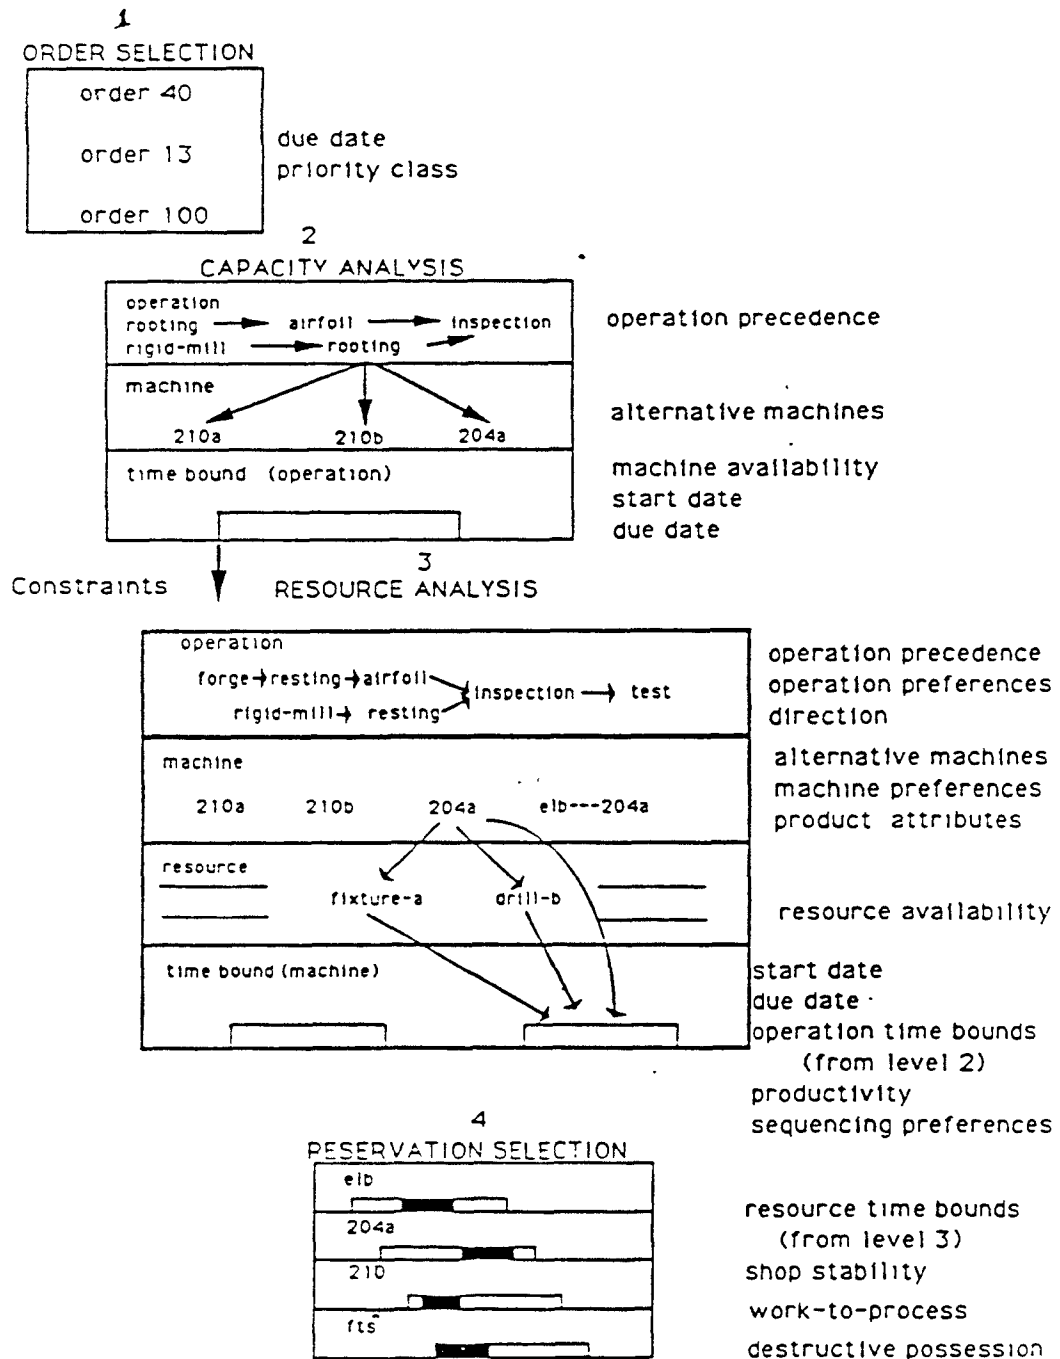 1
ORDER SELECTION
order 40
order 13
order 100
due date
priority class
2
CAPACITY ANALYSIS
operation
rooting airfoil inspection
rigid-mill rooting
operation precedence
machine
210a 210b 204a
alternative machines
time bound (operation)
machine availability
start date
due date
Constraints
3
RESOURCE ANALYSIS
operation
forge resting airfoil
inspection test
rigid-mill resting
operation precedence
operation preferences
direction
machine
210a 210b 204a elb---204a
alternative machines
machine preferences
product attributes
resource
fixture-a drill-b
resource availability
time bound (machine)
start date
due date
operation time bounds
(from level 2)
productivity
sequencing preferences
4
RESERVATION SELECTION
elb
204a
210
fts
resource time bounds
(from level 3)
shop stability
work-to-process
destructive possession